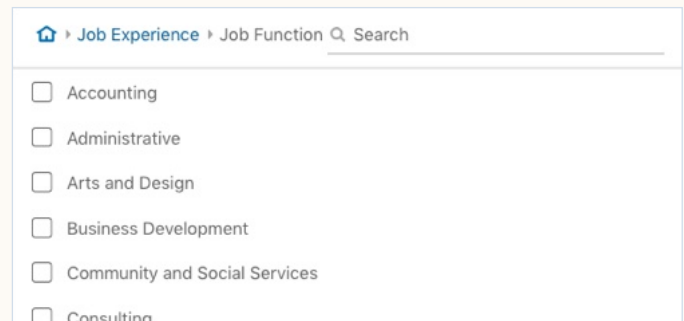 Job Experience Job Function Search
Accounting
Administrative
Arts and Design
Business Development
Community and Social Services
Consulting